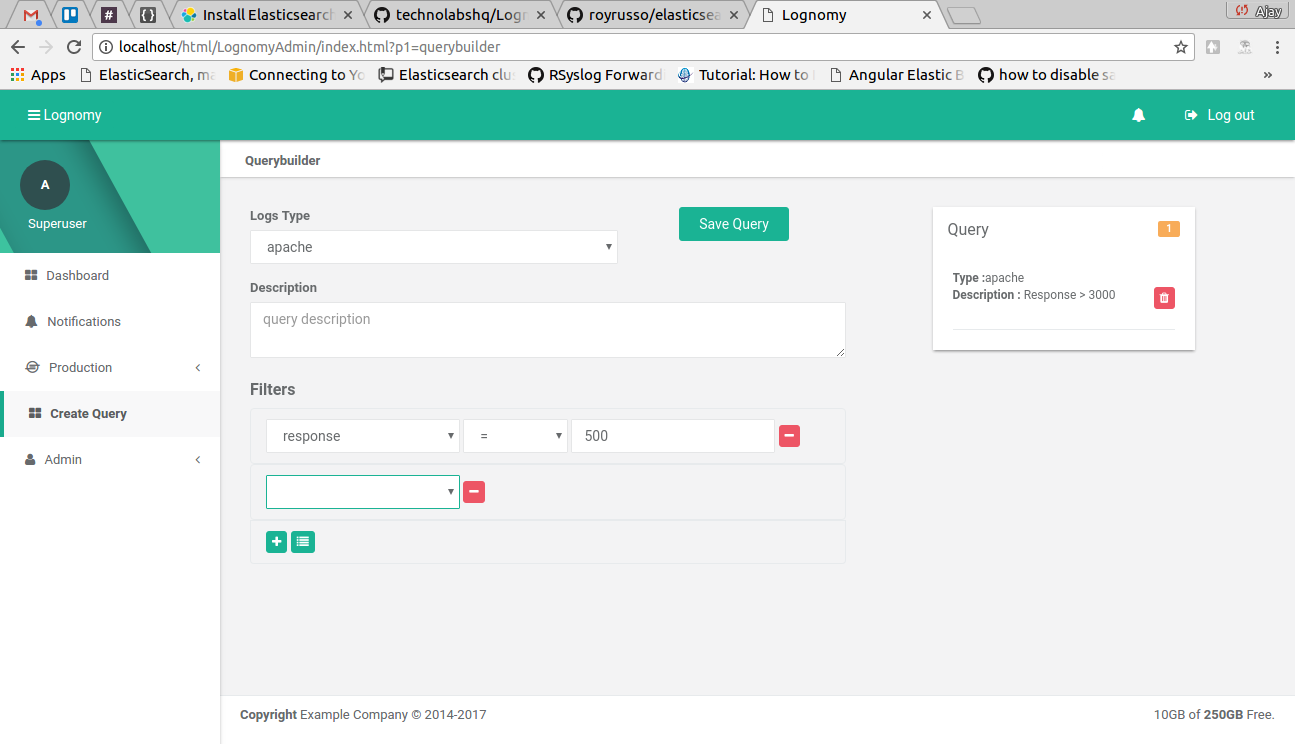 Install Elasticsearch
technolabshq/Logn
royrusso/elasticsea
Lognomy
Ajay
localhost/html/LognomyAdmin/index.html?p1=querybuilder
Apps ElasticSearch, ma Connecting to Yo Elasticsearch clus RSyslog Forward Tutorial: How to Angular Elastic B how to disable sa »
Lognomy
Log out
A
Superuser
Querybuilder
Dashboard
Notifications
Production
Create Query
Admin
Logs Type
apache
Save Query
Description
query description
Filters
response = 500
Query 1
Type :apache
Description : Response > 3000
Copyright Example Company © 2014-2017
10GB of 250GB Free.